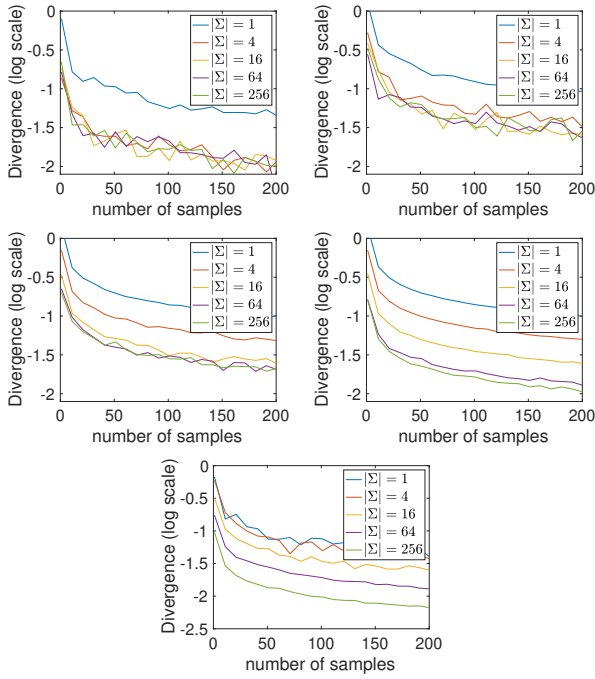 Divergence (log scale)
0
-0.5
-1
-1.5
-2
0
50
100
150
200
number of samples
|Σ| = 1
|Σ| = 4
|Σ| = 16
|Σ| = 64
|Σ| = 256
Divergence (log scale)
0
-0.5
-1
-1.5
-2
0
50
100
150
200
number of samples
|Σ| = 1
|Σ| = 4
|Σ| = 16
|Σ| = 64
|Σ| = 256
Divergence (log scale)
0
-0.5
-1
-1.5
-2
0
50
100
150
200
number of samples
|Σ| = 1
|Σ| = 4
|Σ| = 16
|Σ| = 64
|Σ| = 256
Divergence (log scale)
0
-0.5
-1
-1.5
-2
0
50
100
150
200
number of samples
|Σ| = 1
|Σ| = 4
|Σ| = 16
|Σ| = 64
|Σ| = 256
Divergence (log scale)
0
-0.5
-1
-1.5
-2
-2.5
0
50
100
150
200
number of samples
|Σ| = 1
|Σ| = 4
|Σ| = 16
|Σ| = 64
|Σ| = 256